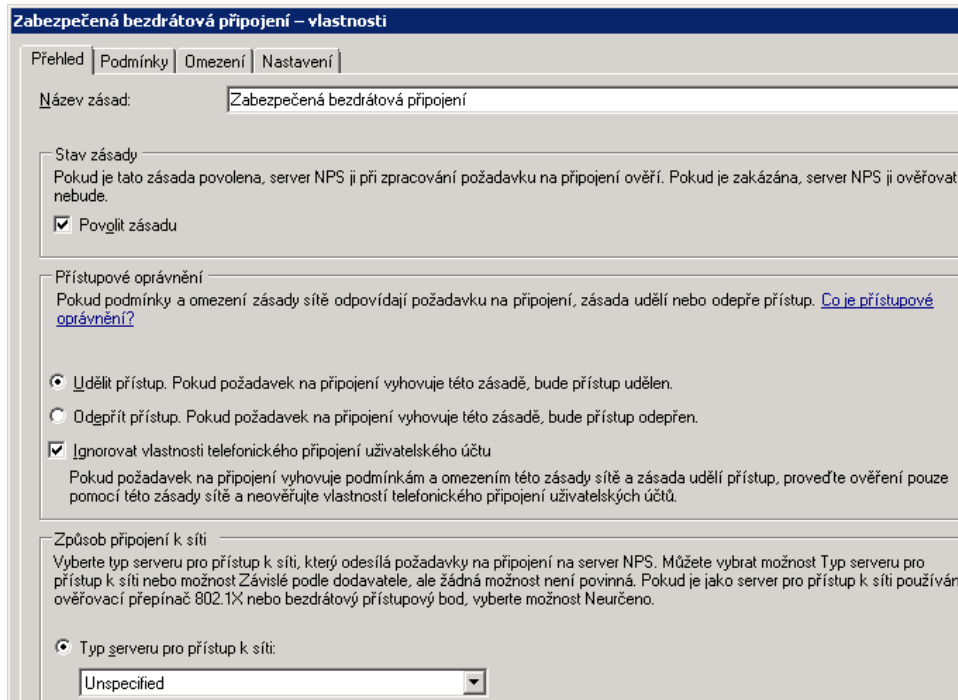 Zabezpečená bezdrátová připojení – vlastnosti
Přehled Podmínky Omezení Nastavení
Název zásad: Zabezpečená bezdrátová připojení
Stav zásady
Pokud je tato zásada povolena, server NPS ji při zpracování požadavku na připojení ověří. Pokud je zakázána, server NPS ji ověřovat
nebude.
Povolit zásadu
Přístupové oprávnění
Pokud podmínky a omezení zásady sítě odpovídají požadavku na připojení, zásada udělí nebo odepře přístup. Co je přístupové
oprávnění?
Udělit přístup. Pokud požadavek na připojení vyhovuje této zásadě, bude přístup udělen.
Odepřít přístup. Pokud požadavek na připojení vyhovuje této zásadě, bude přístup odepřen.
Ignorovat vlastnosti telefonického připojení uživatelského účtu
Pokud požadavek na připojení vyhovuje podmínkám a omezením této zásady sítě a zásada udělí přístup, proveďte ověření pouze
pomocí této zásady sítě a neověřujte vlastností telefonického připojení uživatelských účtů.
Způsob připojení k síti
Vyberte typ serveru pro přístup k síti, který odesílá požadavky na připojení na server NPS. Můžete vybrat možnost Typ serveru pro
přístup k síti nebo možnost Závislé podle dodavatele, ale žádná možnost není povinná. Pokud je jako server pro přístup k síti používán
ověřovací přepínač 802.1X nebo bezdrátový přístupový bod, vyberte možnost Neurčeno.
Typ serveru pro přístup k síti:
Unspecified